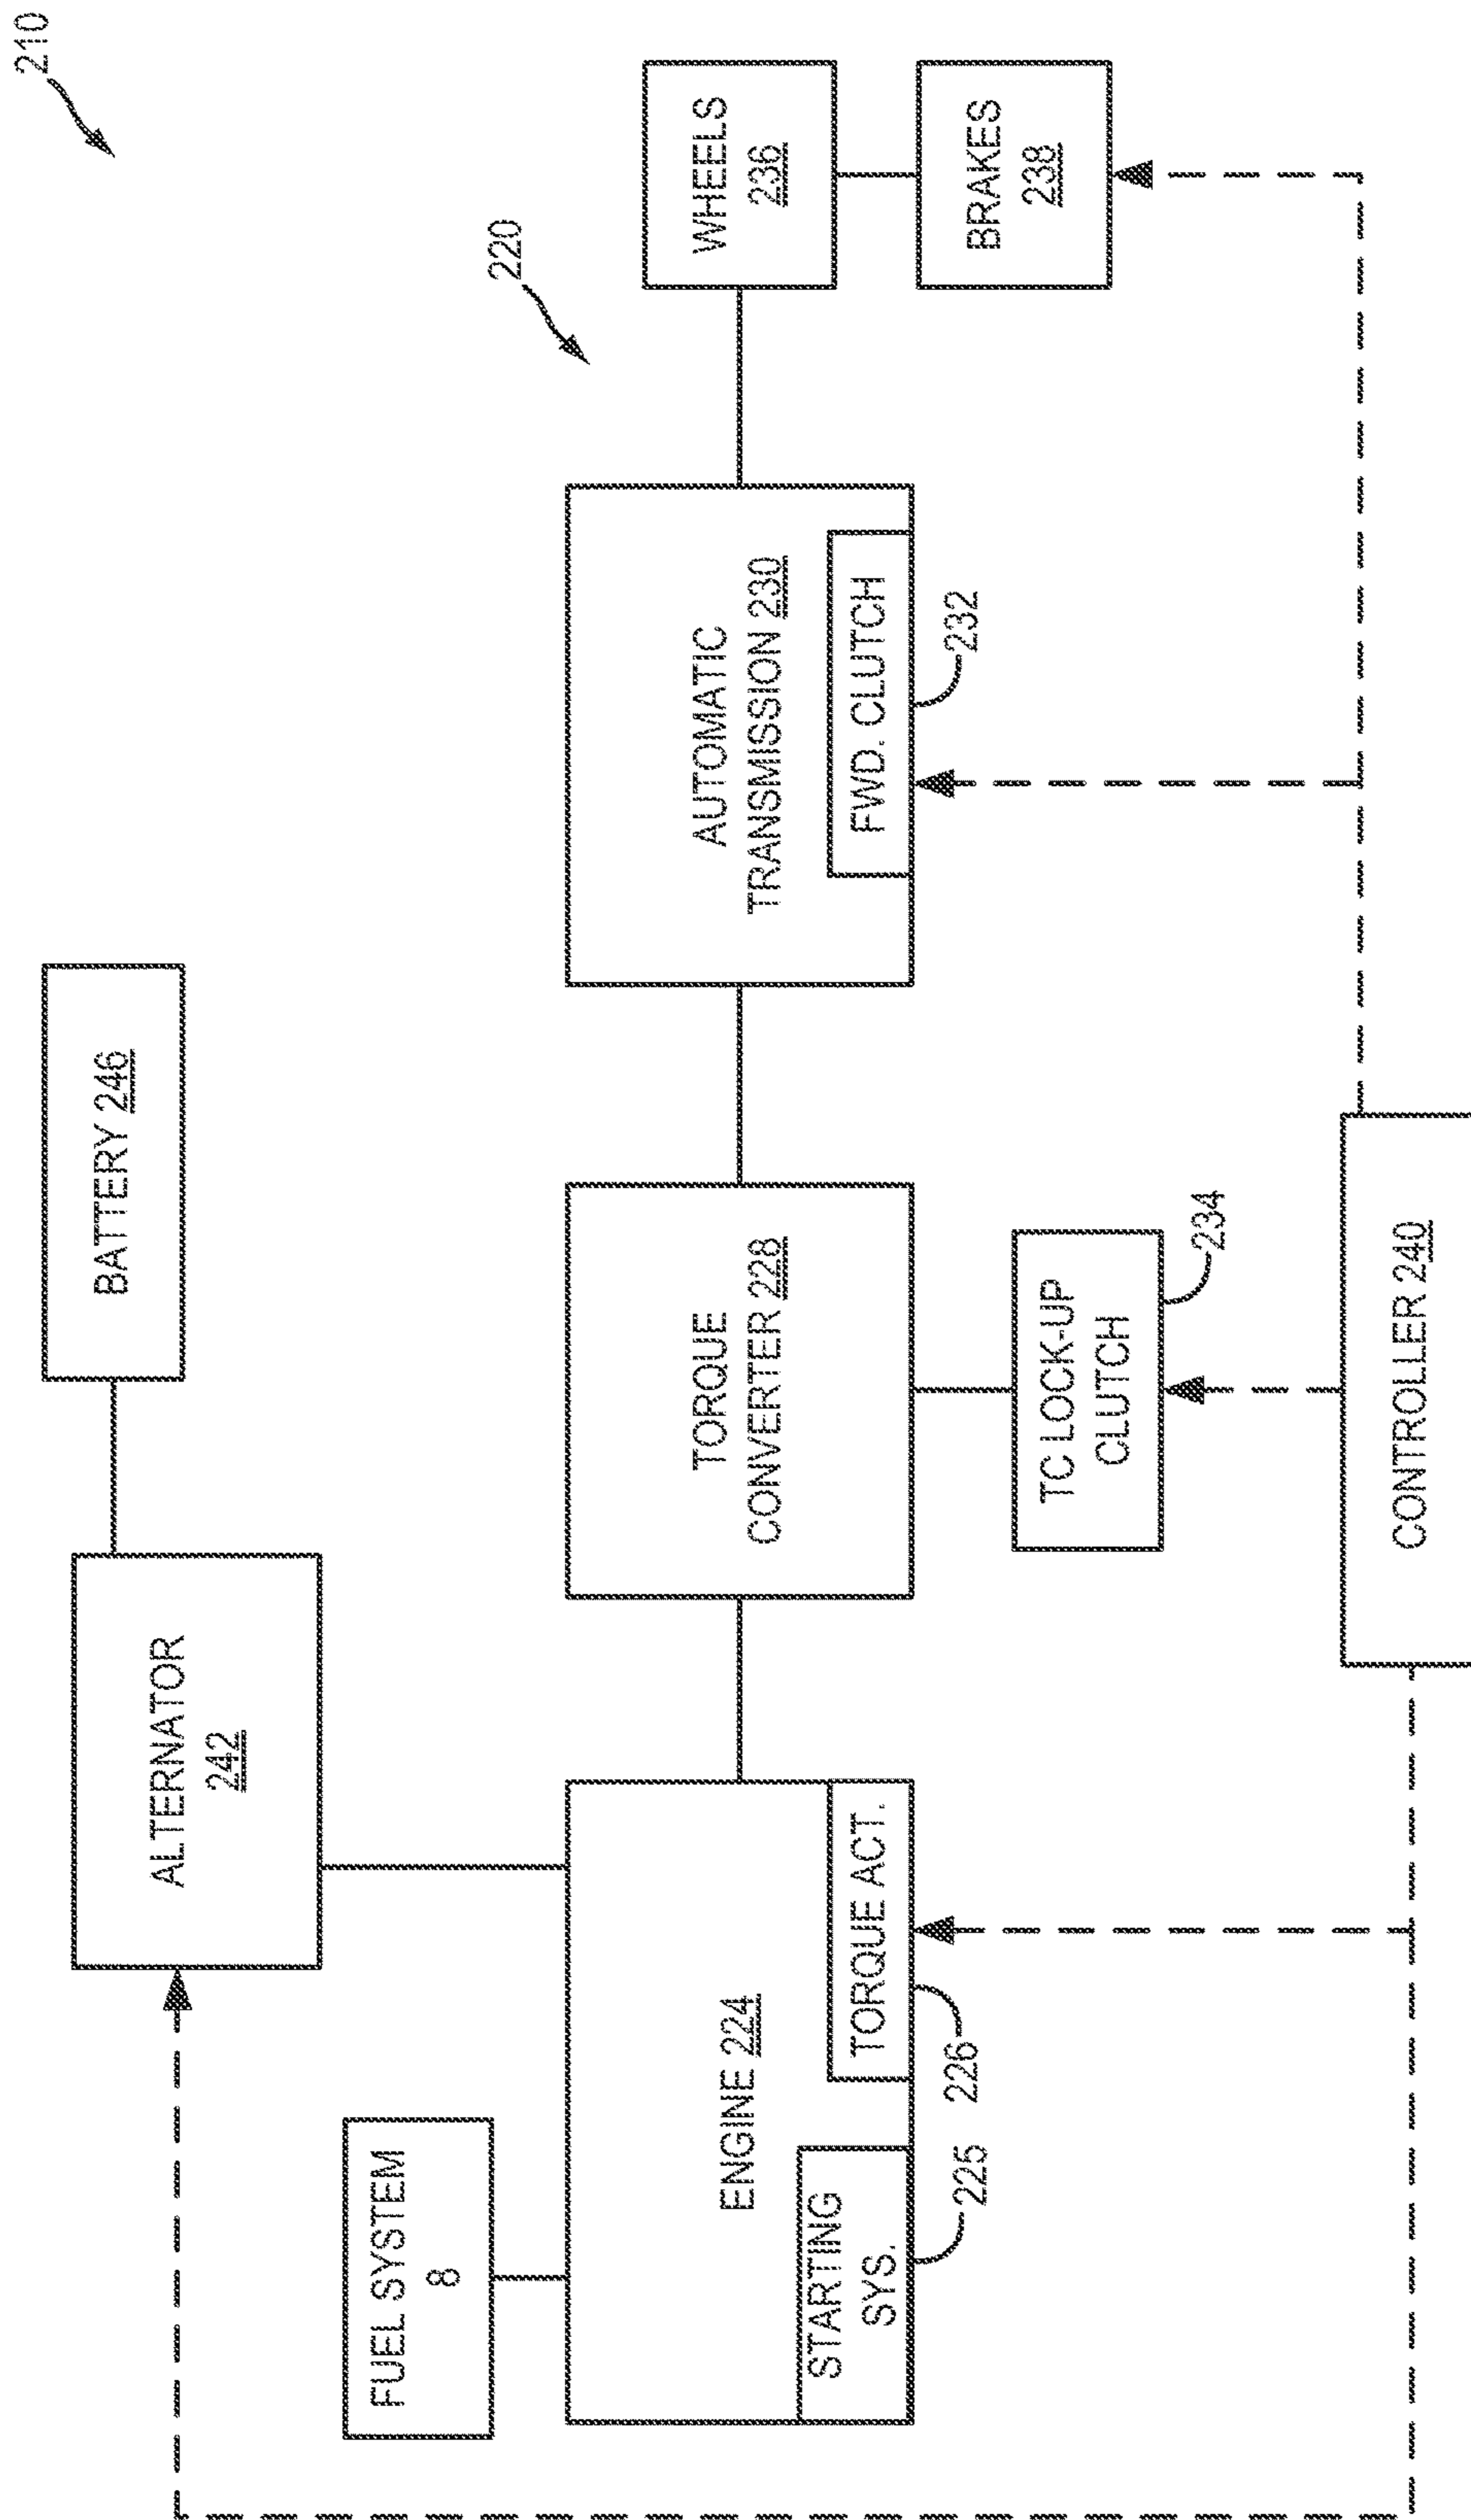 210
220
BATTERY 246
ALTERNATOR
242
FUEL SYSTEM
8
ENGINE 224
STARTING
SYS.
225
TORQUE ACT.
226
TORQUE
CONVERTER 228
TC LOCK-UP
CLUTCH
234
AUTOMATIC
TRANSMISSION 230
FWD. CLUTCH
232
WHEELS
236
BRAKES
238
CONTROLLER 240